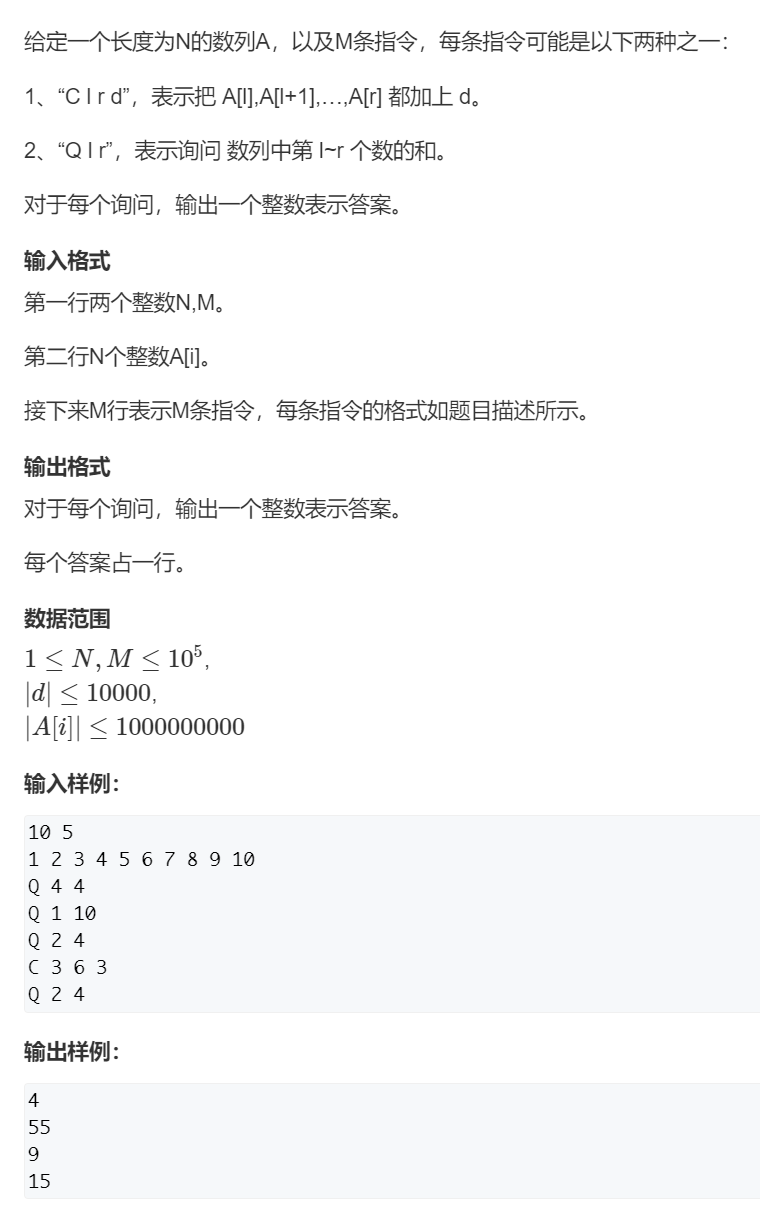 给定一个长度为N的数列A，以及M条指令，每条指令可能是以下两种之一：
1、“C l r d”，表示把 A[l],A[l+1],…,A[r] 都加上 d。
2、“Q l r”，表示询问 数列中第 l~r 个数的和。
对于每个询问，输出一个整数表示答案。
输入格式
第一行两个整数N,M。
第二行N个整数A[i]。
接下来M行表示M条指令，每条指令的格式如题目描述所示。
输出格式
对于每个询问，输出一个整数表示答案。
每个答案占一行。
数据范围
1 ≤ N, M ≤ 10⁵,
|d| ≤ 10000,
|A[i]| ≤ 1000000000
输入样例：
10 5
1 2 3 4 5 6 7 8 9 10
Q 4 4
Q 1 10
Q 2 4
C 3 6 3
Q 2 4
输出样例：
4
55
9
15